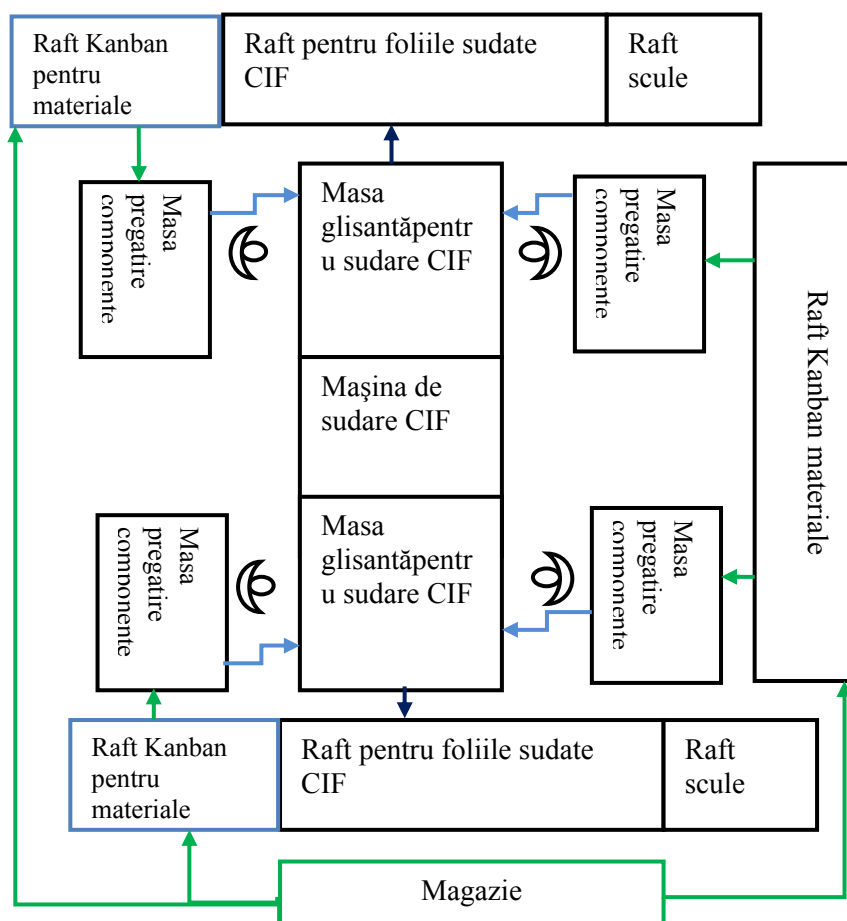 Raft Kanban
pentru
materiale
Raft pentru foliile sudate
CIF
Raft
scule
Masa
pregatire
componente
Masa
glisantăpentr
u sudare CIF
Masa
pregatire
componente
Raft Kanban materiale
Maşina de
sudare CIF
Masa
pregatire
componente
Masa
glisantăpentr
u sudare CIF
Masa
pregatire
componente
Raft Kanban
pentru
materiale
Raft pentru foliile sudate
CIF
Raft
scule
Magazie